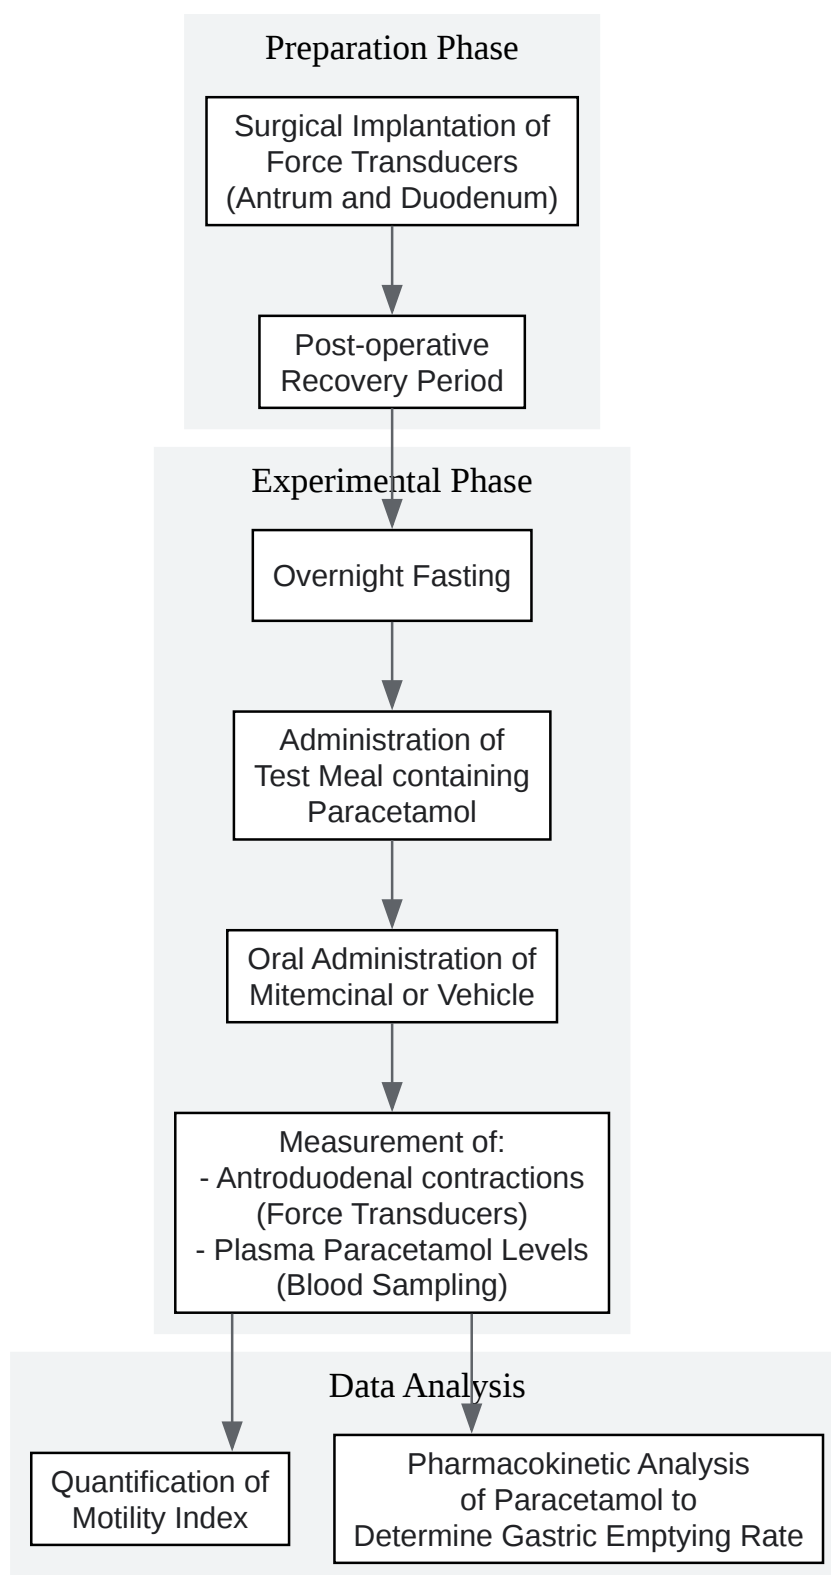 Preparation Phase
Surgical Implantation of
Force Transducers
(Antrum and Duodenum)
Post-operative
Recovery Period
Experimental Phase
Overnight Fasting
Administration of
Test Meal containing
Paracetamol
Oral Administration of
Mitemcinal or Vehicle
Measurement of:
- Antroduodenal contractions
(Force Transducers)
- Plasma Paracetamol Levels
(Blood Sampling)
Data Analysis
Quantification of
Motility Index
Pharmacokinetic Analysis
of Paracetamol to
Determine Gastric Emptying Rate